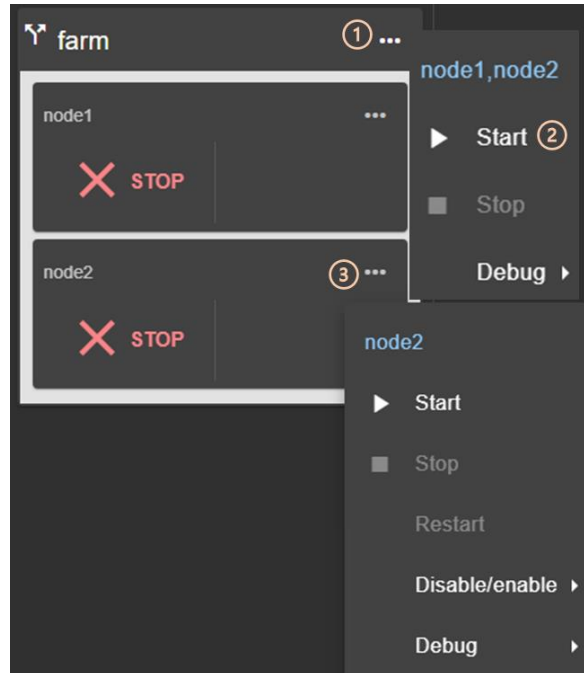 farm
1
node1,node2
node1
Start 2
STOP
Stop
node2
3
Debug
STOP
node2
Start
Stop
Restart
Disable/enable
Debug